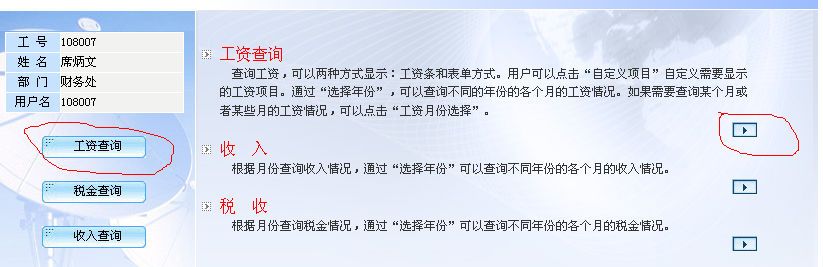 工 号 108007
姓 名 席炳文
部 门 财务处
用户名 108007
工资查询
税金查询
收入查询
工资查询
查询工资，可以两种方式显示：工资条和表单方式。用户可以点击“自定义项目”自定义需要显示
的工资项目。通过“选择年份”，可以查询不同的年份的各个月的工资情况。如果需要查询某个月或
者某些月的工资情况，可以点击“工资月份选择”。
收 入
根据月份查询收入情况，通过“选择年份”可以查询不同年份的各个月的收入情况。
税 收
根据月份查询税金情况，通过“选择年份”可以查询不同年份的各个月的税金情况。